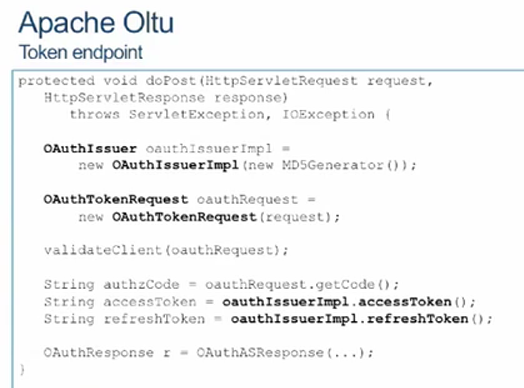 Apache Oltu
Token endpoint
protected void doPost(HttpServletRequest request,
HttpServletResponse response)
throws ServletException, IOException {
OAuthIssuer oauthIssuerImpl =
new OAuthIssuerImpl(new MD5Generator());
OAuthTokenRequest oauthRequest =
new OAuthTokenRequest(request);
validateClient(oauthRequest);
String authzCode = oauthRequest.getCode();
String accessToken = oauthIssuerImpl.accessToken();
String refreshToken = oauthIssuerImpl.refreshToken();
OAuthResponse r = OAuthASResponse(...);
}